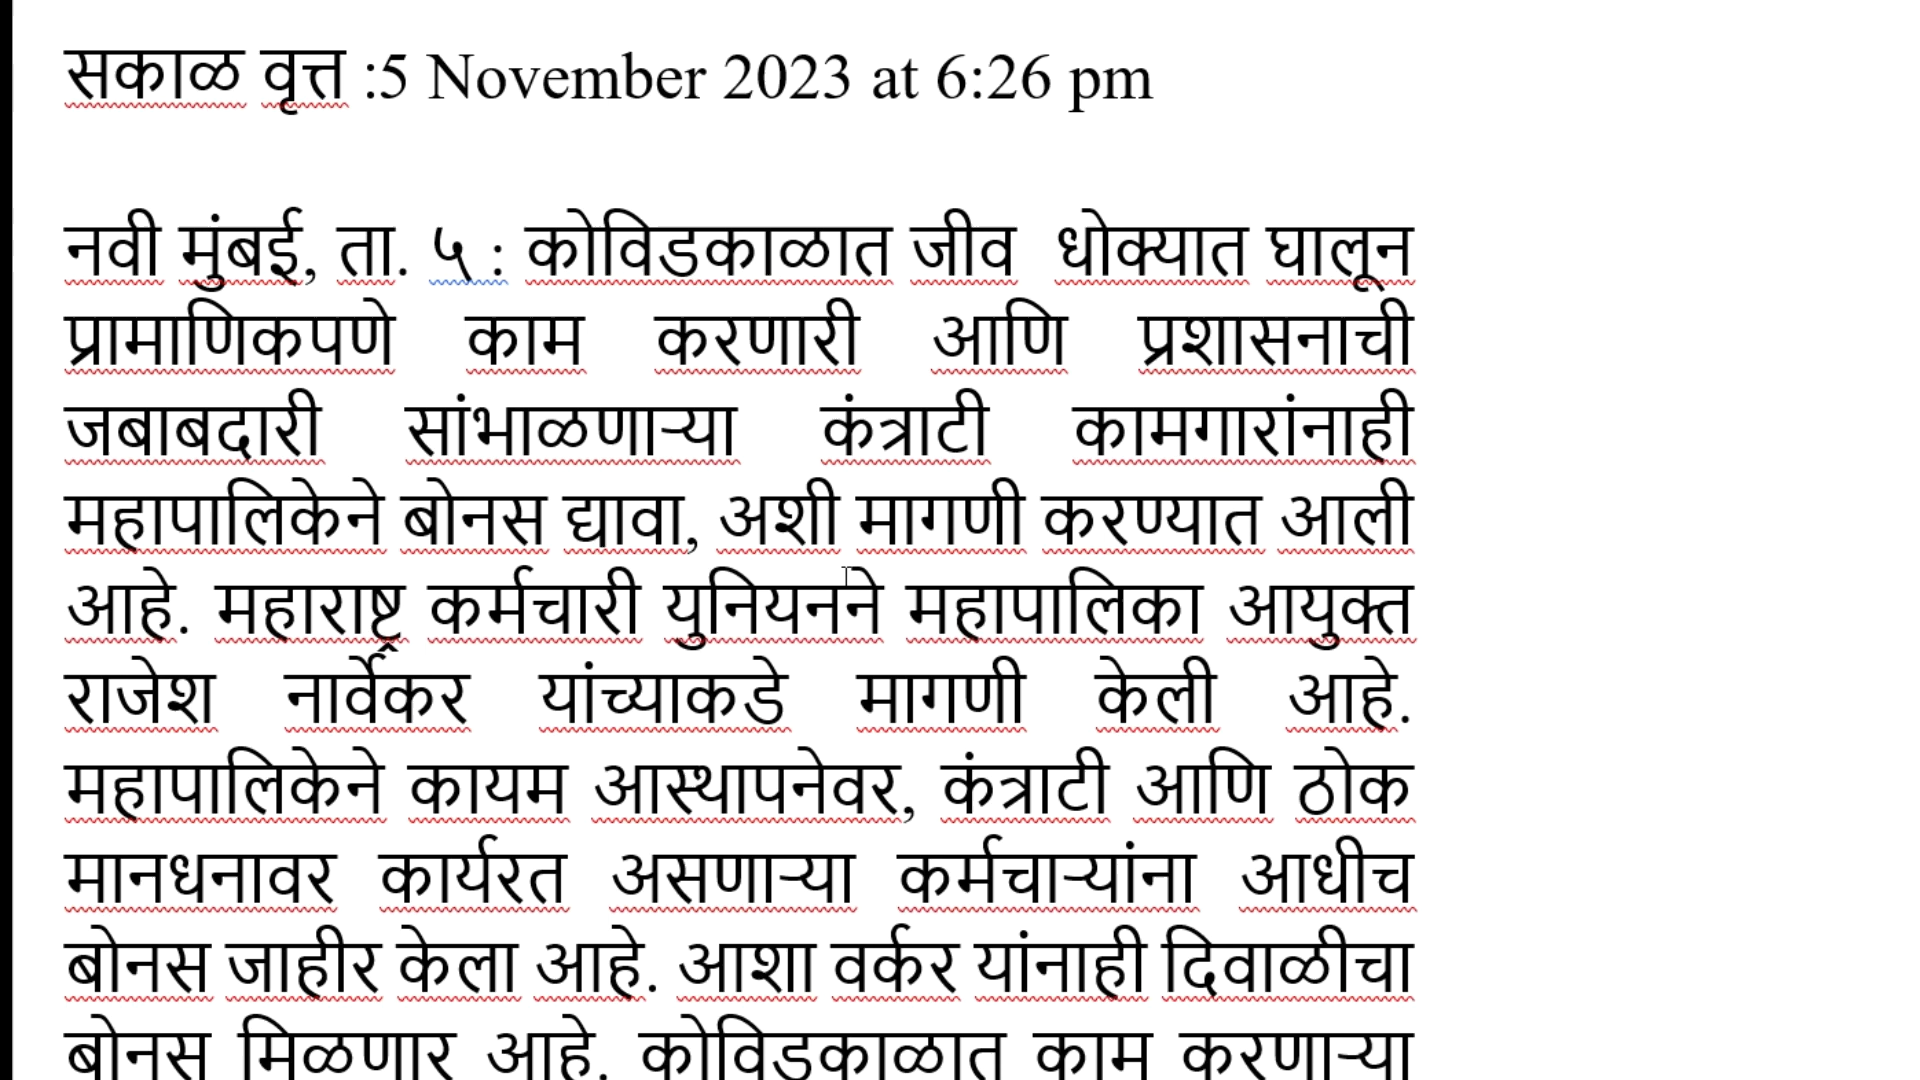 सकाळ वृत्त :5 November 2023 at 6:26 pm
नवी मुंबई, ता. ५ : कोविडकाळात जीव धोक्यात घालून
प्रामाणिकपणे काम करणारी आणि प्रशासनाची
जबाबदारी सांभाळणाऱ्या कंत्राटी कामगारांनाही
महापालिकेने बोनस द्यावा, अशी मागणी करण्यात आली
आहे. महाराष्ट्र कर्मचारी युनियनने महापालिका आयुक्त
राजेश नार्वेकर यांच्याकडे मागणी केली आहे.
महापालिकेने कायम आस्थापनेवर, कंत्राटी आणि ठोक
मानधनावर कार्यरत असणाऱ्या कर्मचाऱ्यांना आधीच
बोनस जाहीर केला आहे. आशा वर्कर यांनाही दिवाळीचा
बोनस मिळणार आहे. कोविडकाळात काम करणाऱ्या